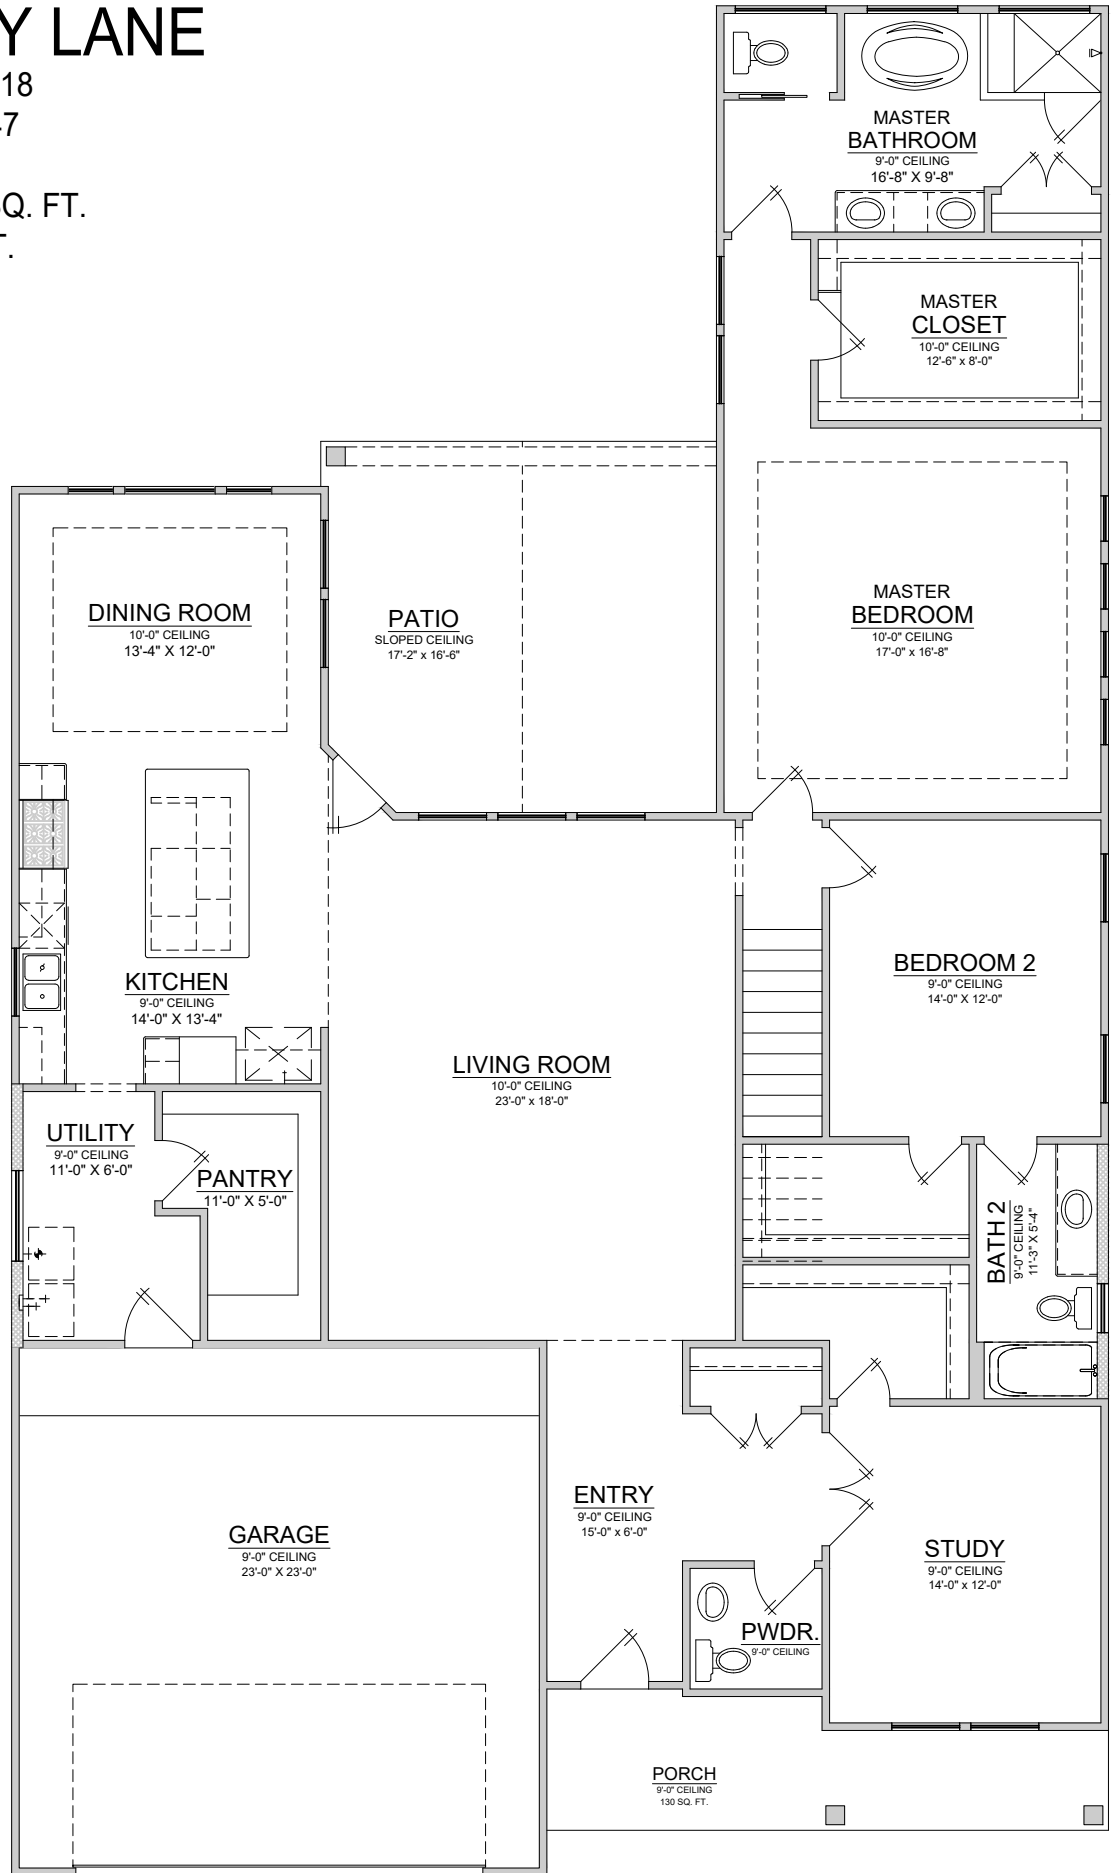 Y LANE
18
7
Q. FT.
T.
MASTER
BATHROOM
9'-0" CEILING
16'-8" X 9'-8"
MASTER
CLOSET
10'-0" CEILING
12'-6" x 8'-0"
DINING ROOM
10'-0" CEILING
13'-4" X 12'-0"
PATIO
SLOPED CEILING
17'-2" x 16'-6"
MASTER
BEDROOM
10'-0" CEILING
17'-0" x 16'-8"
KITCHEN
9'-0" CEILING
14'-0" X 13'-4"
BEDROOM 2
9'-0" CEILING
14'-0" X 12'-0"
LIVING ROOM
10'-0" CEILING
23'-0" x 18'-0"
UTILITY
9'-0" CEILING
11'-0" X 6'-0"
PANTRY
11'-0" X 5'-0"
BATH 2
9'-0" CEILING
11'-3" X 5'-4"
ENTRY
9'-0" CEILING
15'-0" x 6'-0"
GARAGE
9'-0" CEILING
23'-0" X 23'-0"
STUDY
9'-0" CEILING
14'-0" x 12'-0"
PWDR.
9'-0" CEILING
PORCH
9'-0" CEILING
130 SQ. FT.